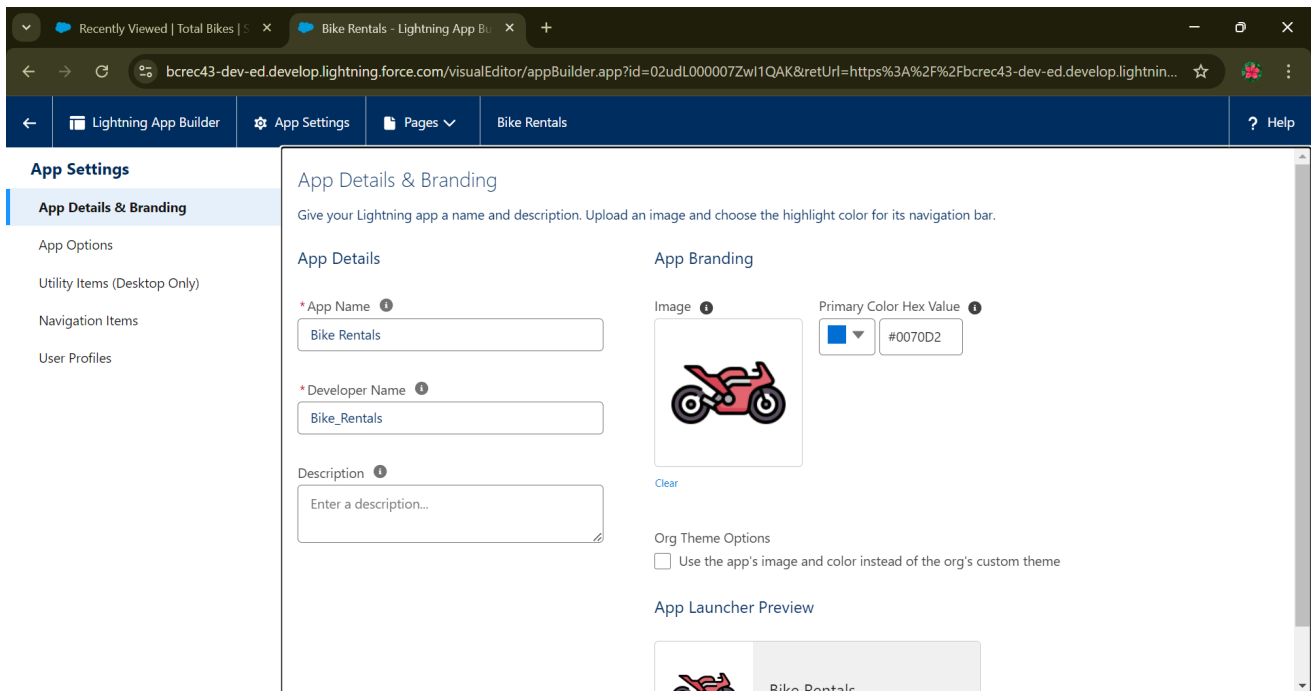 Recently Viewed | Total Bikes | S
Bike Rentals - Lightning App Bu
bcrec43-dev-ed.develop.lightning.force.com/visualEditor/appBuilder.app?id=02udL000007ZwI1QAK&retUrl=https%3A%2F%2Fbcrec43-dev-ed.develop.lightnin...
Lightning App Builder
App Settings
Pages
Bike Rentals
? Help
App Settings
App Details & Branding
App Options
Utility Items (Desktop Only)
Navigation Items
User Profiles
App Details & Branding
Give your Lightning app a name and description. Upload an image and choose the highlight color for its navigation bar.
App Details
*App Name
Bike Rentals
*Developer Name
Bike_Rentals
Description
Enter a description...
App Branding
Image
Clear
Primary Color Hex Value
#0070D2
Org Theme Options
Use the app's image and color instead of the org's custom theme
App Launcher Preview
Bike Rentals